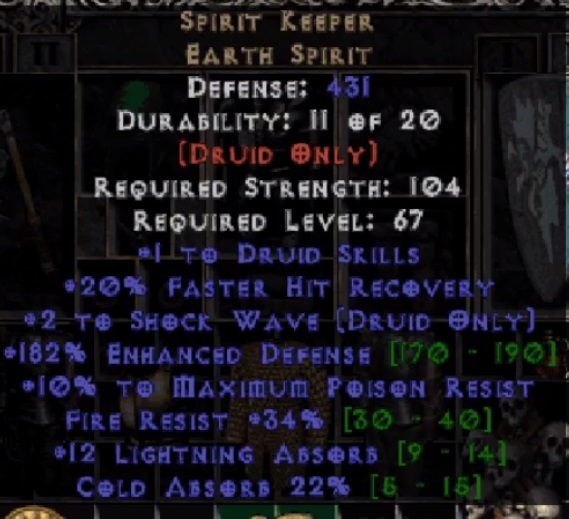 Spirit Keeper
Earth Spirit
Defense: 431
Durability: 11 of 20
(Druid Only)
Required Strength: 104
Required Level: 67
+1 to Druid Skills
+20% Faster Hit Recovery
+2 to Shock Wave (Druid Only)
+182% Enhanced Defense [170 - 190]
+10% to Maximum Poison Resist
Fire Resist +34% [30 - 40]
+12 Lightning Absorb [9 - 14]
Cold Absorb 22% [5 - 15]